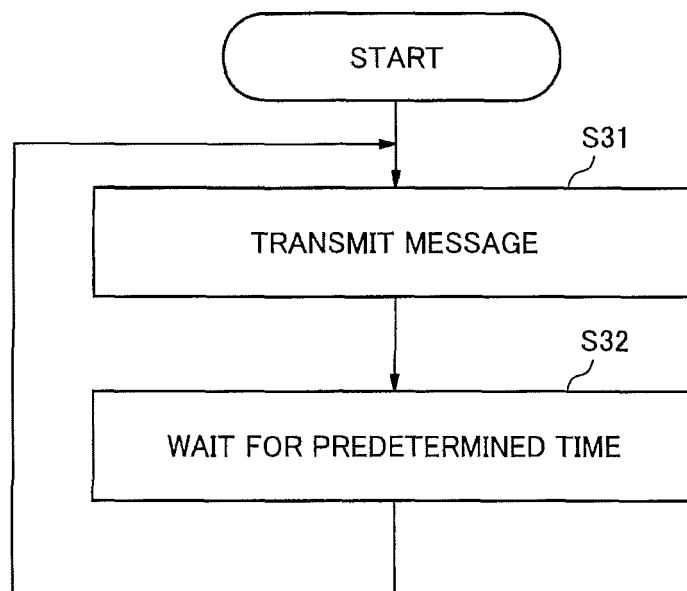 START
S31
TRANSMIT MESSAGE
S32
WAIT FOR PREDETERMINED TIME